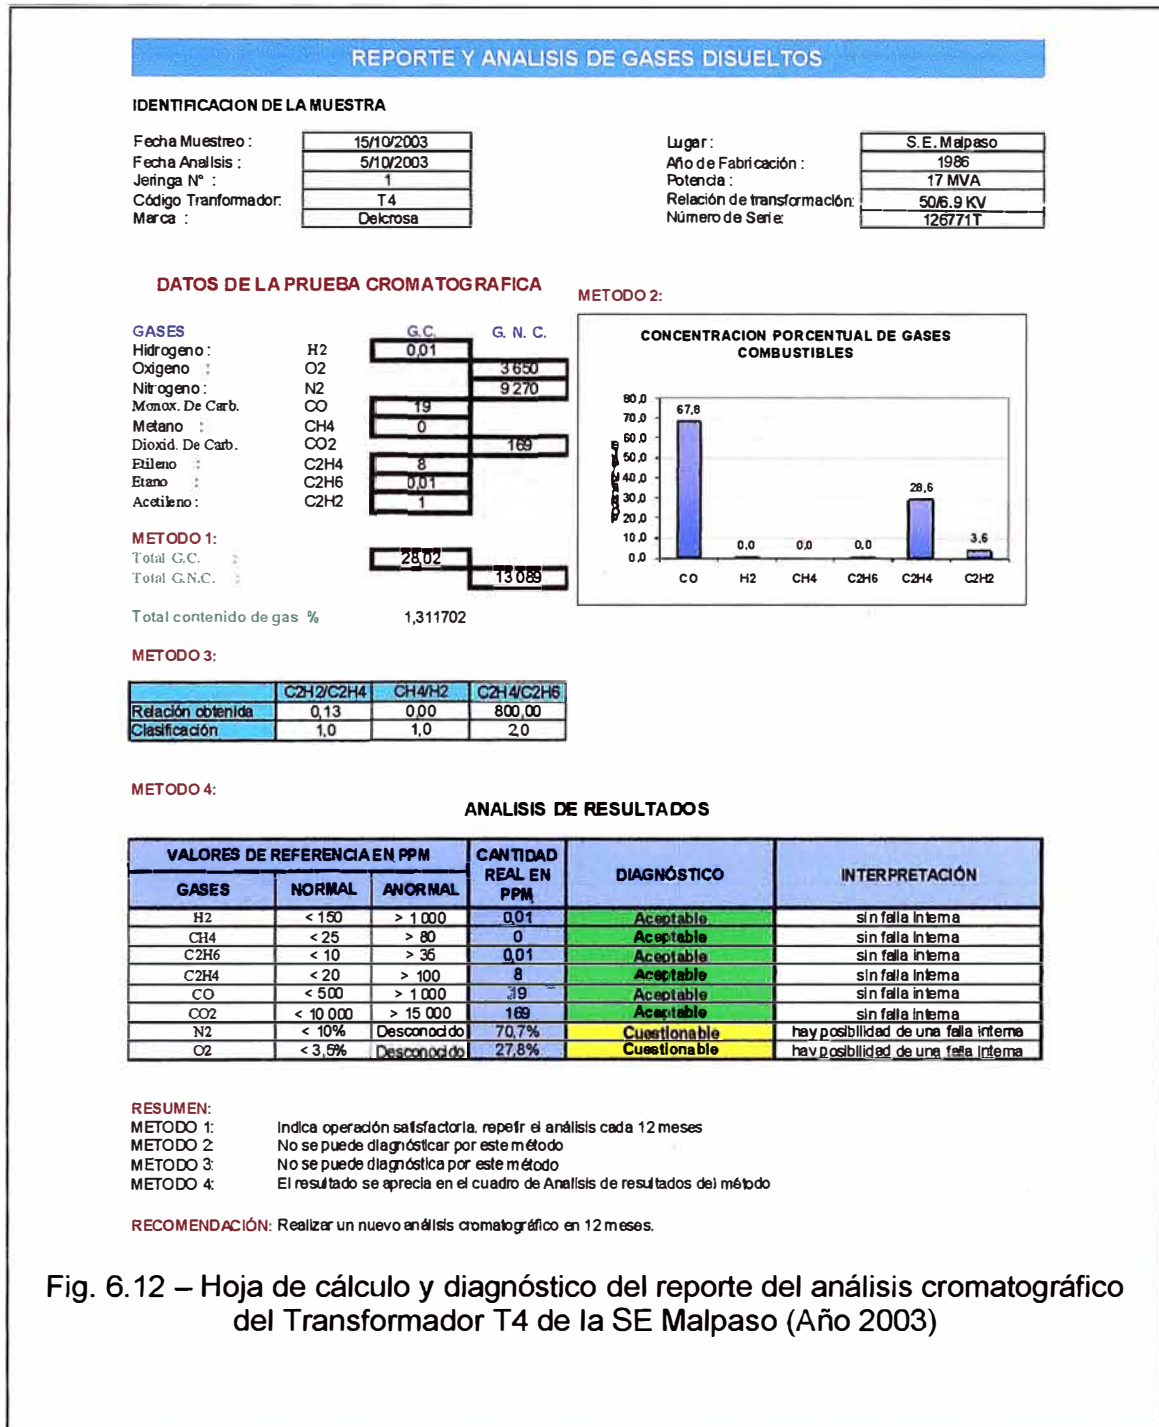 REPORTE Y ANALISIS DE GASES DISUELTOS
IDENTIFICACION DE LA MUESTRA
Fecha Muestreo : 15/10/2003
Fecha Analisis : 5/10/2003
Jeringa N° : 1
Código Tranformador: T4
Marca : Delcrosa
Lugar : S.E. Malpaso
Año de Fabricación : 1986
Potencia : 17 MVA
Relación de transformación: 50/6.9 KV
Número de Serie: 126771T
DATOS DE LA PRUEBA CROMATOGRAFICA
GASES G.C. G. N. C.
Hidrogeno : H2 0,01
Oxigeno : O2 3 650
Nitrogeno : N2 9 270
Monox. De Carb. CO 19
Metano : CH4 0
Dioxid. De Carb. CO2 169
Etileno : C2H4 8
Etano : C2H6 0,01
Acetileno : C2H2 1
METODO 1:
Total G.C. : 28,02
Total G.N.C. : 13 089
Total contenido de gas % 1,311702
METODO 2:
CONCENTRACION PORCENTUAL DE GASES
COMBUSTIBLES
80,0
70,0
60,0
50,0
40,0
30,0
20,0
10,0
0,0
67,8 0,0 0,0 0,0 28,6 3,6
CO H2 CH4 C2H6 C2H4 C2H2
METODO 3:
C2H2/C2H4 CH4/H2 C2H4/C2H6
Relación obtenida 0,13 0,00 800,00
Clasificación 1,0 1,0 2,0
METODO 4:
ANALISIS DE RESULTADOS
VALORES DE REFERENCIA EN PPM CANTIDAD REAL EN PPM DIAGNÓSTICO INTERPRETACIÓN
GASES NORMAL ANORMAL
H2 < 150 > 1 000 0,01 Aceptable sin falla interna
CH4 < 25 > 80 0 Aceptable sin falla interna
C2H6 < 10 > 35 0,01 Aceptable sin falla interna
C2H4 < 20 > 100 8 Aceptable sin falla interna
CO < 500 > 1 000 19 Aceptable sin falla interna
CO2 < 10 000 > 15 000 169 Aceptable sin falla interna
N2 < 10% Desconocido 70,7% Cuestionable hay posibilidad de una falla interna
O2 < 3,5% Desconocido 27,8% Cuestionable hay posibilidad de una falla interna
RESUMEN:
METODO 1: Indica operación satisfactoria, repetir el análisis cada 12 meses
METODO 2: No se puede diagnósticar por este método
METODO 3: No se puede diagnóstica por este método
METODO 4: El resultado se aprecia en el cuadro de Analisis de resultados del método
RECOMENDACIÓN: Realizar un nuevo análisis cromatográfico en 12 meses.
Fig. 6.12 – Hoja de cálculo y diagnóstico del reporte del análisis cromatográfico
del Transformador T4 de la SE Malpaso (Año 2003)